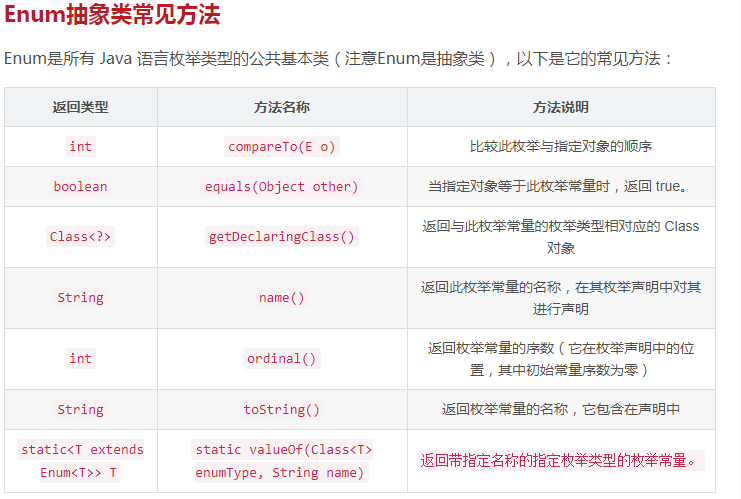 Enum抽象类常见方法
Enum是所有 Java 语言枚举类型的公共基本类（注意Enum是抽象类），以下是它的常见方法：
返回类型 方法名称 方法说明
int compareTo(E o) 比较此枚举与指定对象的顺序
boolean equals(Object other) 当指定对象等于此枚举常量时，返回 true。
Class<?> getDeclaringClass() 返回与此枚举常量的枚举类型相对应的 Class
对象
String name() 返回此枚举常量的名称，在其枚举声明中对其
进行声明
int ordinal() 返回枚举常量的序数（它在枚举声明中的位
置，其中初始常量序数为零）
String toString() 返回枚举常量的名称，它包含在声明中
static<T extends static valueOf(Class<T> 返回带指定名称的指定枚举类型的枚举常量。
Enum<T>> T enumType, String name)